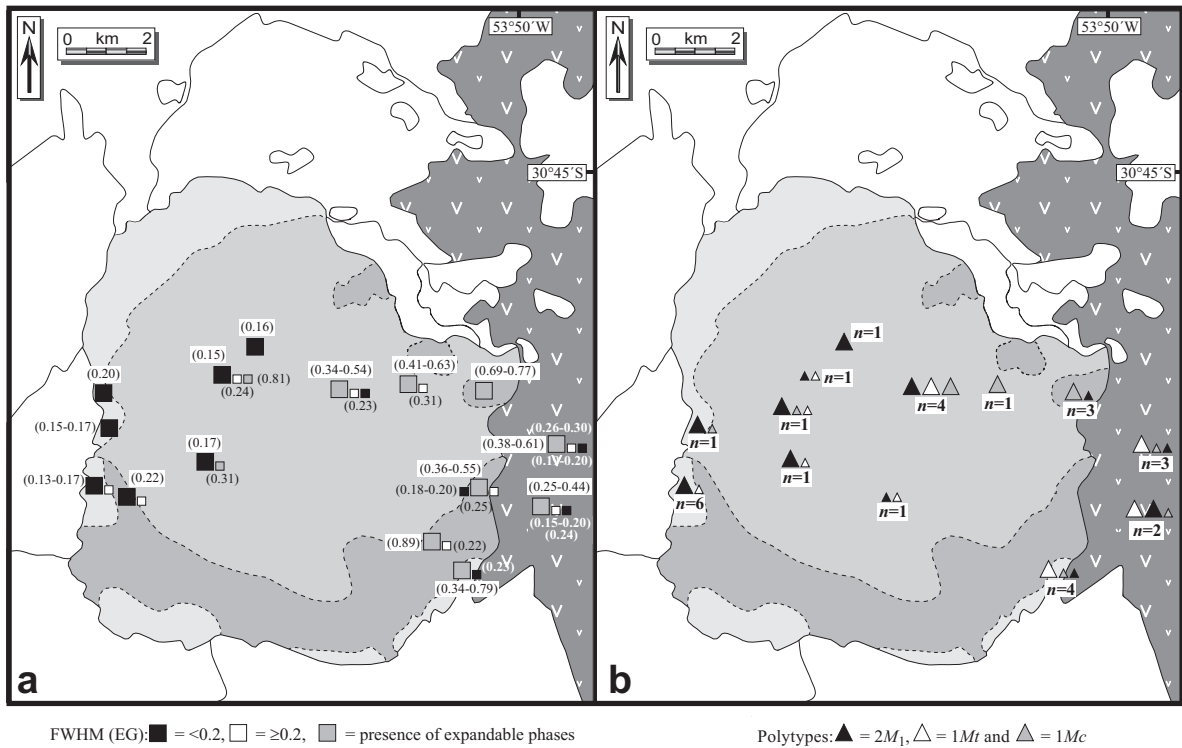 N
0 km 2
53°50´W
30°45´S
(0.16)
(0.15)
(0.24)
(0.81)
(0.20)
(0.34-0.54)
(0.23)
(0.41-0.63)
(0.31)
(0.69-0.77)
(0.15-0.17)
(0.26-0.30)
(0.38-0.61)
(0.17)
(0.31)
(0.13-0.17)
(0.22)
(0.36-0.55)
(0.18-0.20)
(0.25)
(0.25-0.44)
(0.15-0.20)
(0.24)
(0.89)
(0.22)
(0.34-0.79)
a
N
0 km 2
53°50´W
30°45´S
n=1
n=1
n=1
n=4
n=1
n=3
n=1
n=1
n=3
n=6
n=1
n=2
n=4
b
FWHM (EG): = <0.2, = ≥0.2, = presence of expandable phases
Polytypes: = 2M1, = 1Mt and = 1Mc